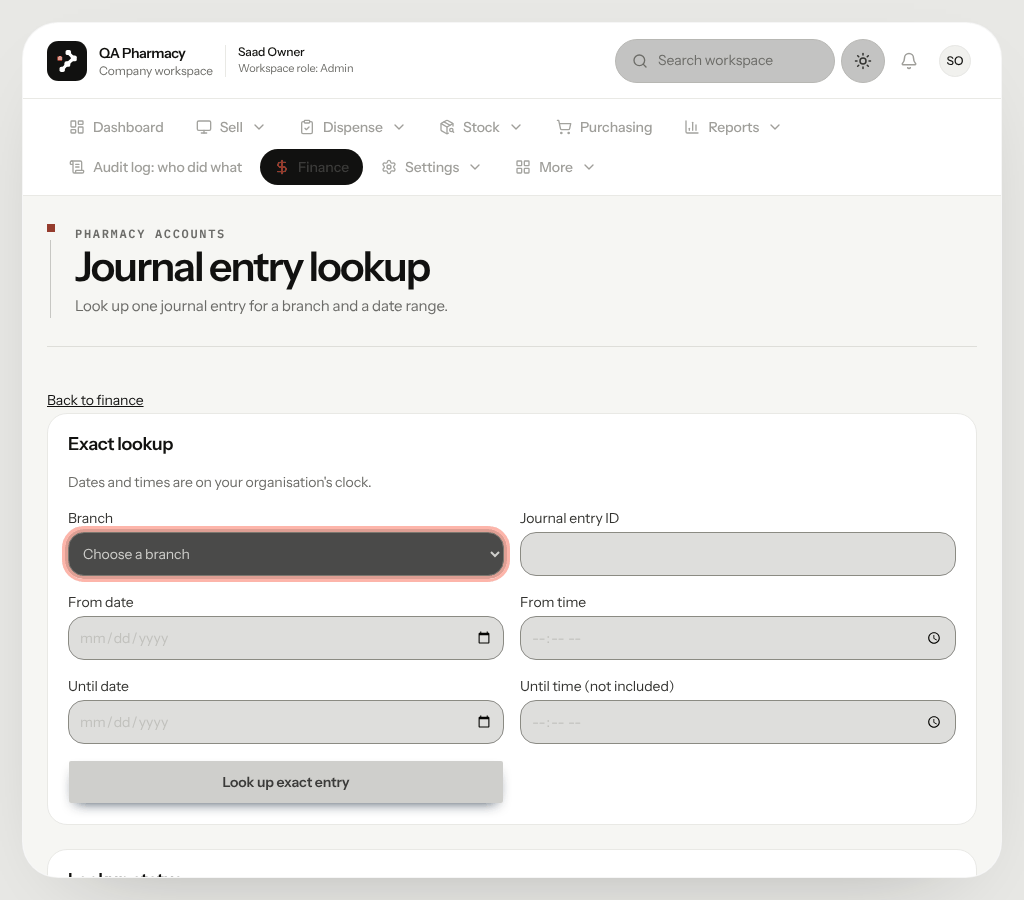 QA Pharmacy
Company workspace
Saad Owner
Workspace role: Admin
Search workspace
SO
Dashboard
Sell
Dispense
Stock
Purchasing
Reports
Audit log: who did what
Finance
Settings
More
PHARMACY ACCOUNTS
Journal entry lookup
Look up one journal entry for a branch and a date range.
Back to finance
Exact lookup
Dates and times are on your organisation's clock.
Branch
Journal entry ID
Choose a branch
From date
From time
mm/dd/yyyy
--:-- --
Until date
Until time (not included)
mm/dd/yyyy
--:-- --
Look up exact entry